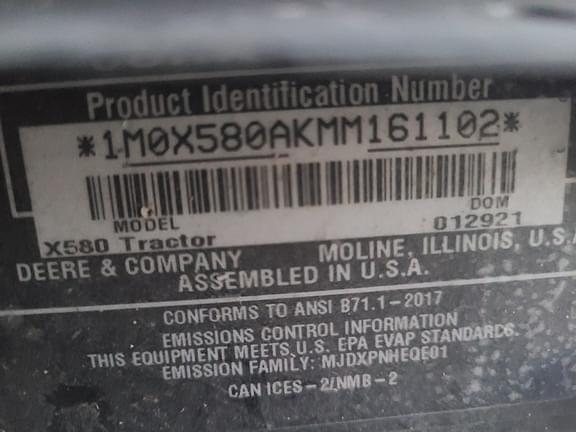 Product Identification Number
*1M0X580AKMM161102*
MODEL DOM
X580 Tractor 012921
DEERE & COMPANY MOLINE, ILLINOIS, U.S.A
ASSEMBLED IN U.S.A.
CONFORMS TO ANSI B71.1-2017
EMISSIONS CONTROL INFORMATION
THIS EQUIPMENT MEETS U.S. EPA EVAP STANDARDS.
EMISSION FAMILY: MJDXPNHEQE01
CAN ICES-2/NMB-2